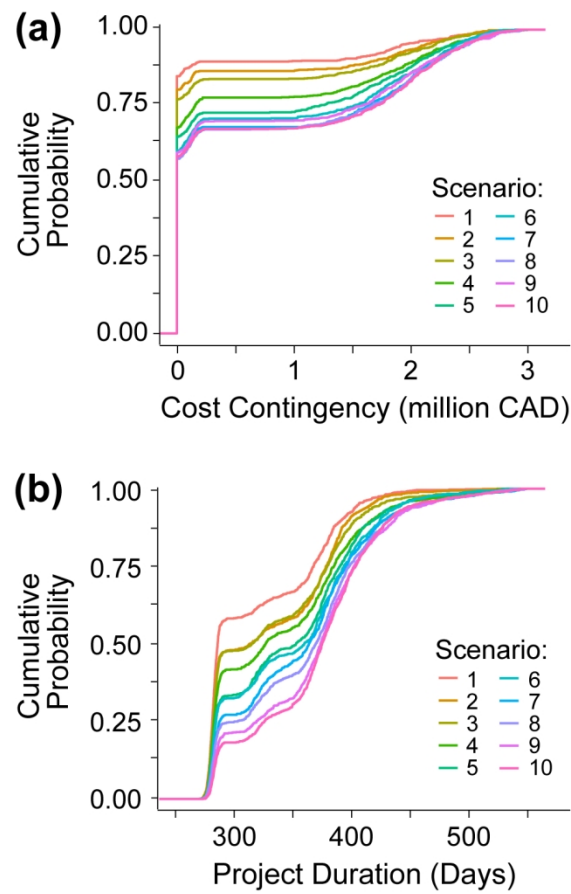 (a)
1.00
0.75
0.50
0.25
0.00
Cumulative
Probability
Scenario:
1 6
2 7
3 8
4 9
5 10
0 1 2 3
Cost Contingency (million CAD)
(b)
1.00
0.75
0.50
0.25
0.00
Cumulative
Probability
Scenario:
1 6
2 7
3 8
4 9
5 10
300 400 500
Project Duration (Days)